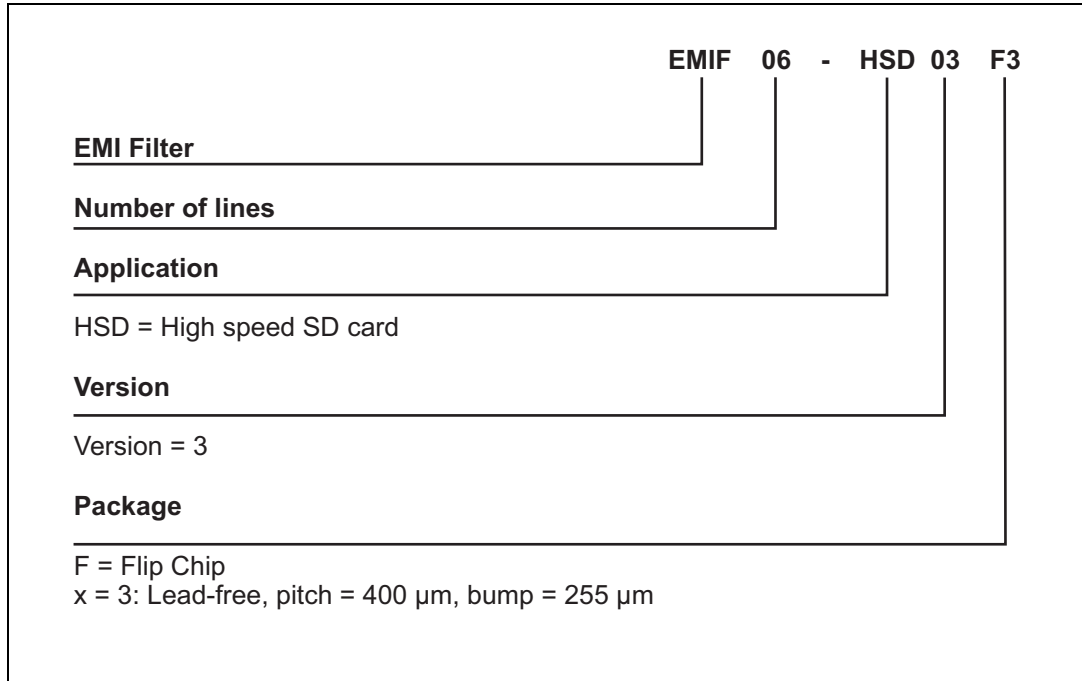 EMIF 06 - HSD 03 F3
EMI Filter
Number of lines
Application
HSD = High speed SD card
Version
Version = 3
Package
F = Flip Chip
x = 3: Lead-free, pitch = 400 µm, bump = 255 µm